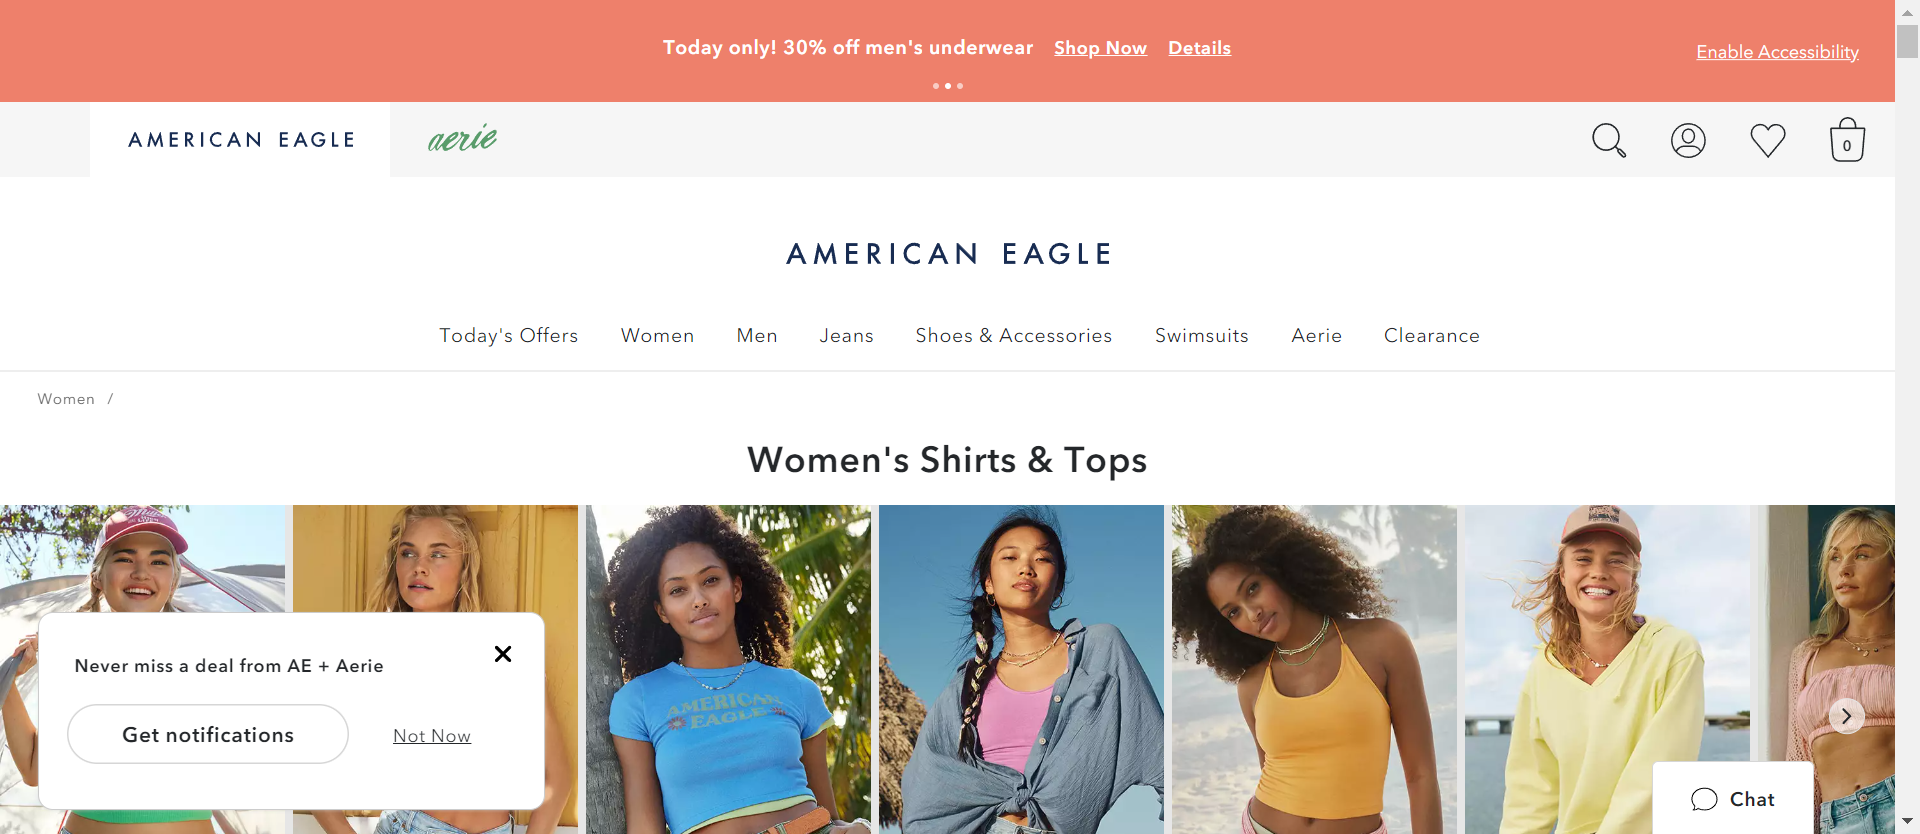 Today only! 30% off men's underwear Shop Now Details
Enable Accessibility
AMERICAN EAGLE
aerie
0
AMERICAN EAGLE
Today's Offers Women Men Jeans Shoes & Accessories Swimsuits Aerie Clearance
Women /
Women's Shirts & Tops
AMERICAN
EAGLE
Never miss a deal from AE + Aerie
Get notifications Not Now
Chat